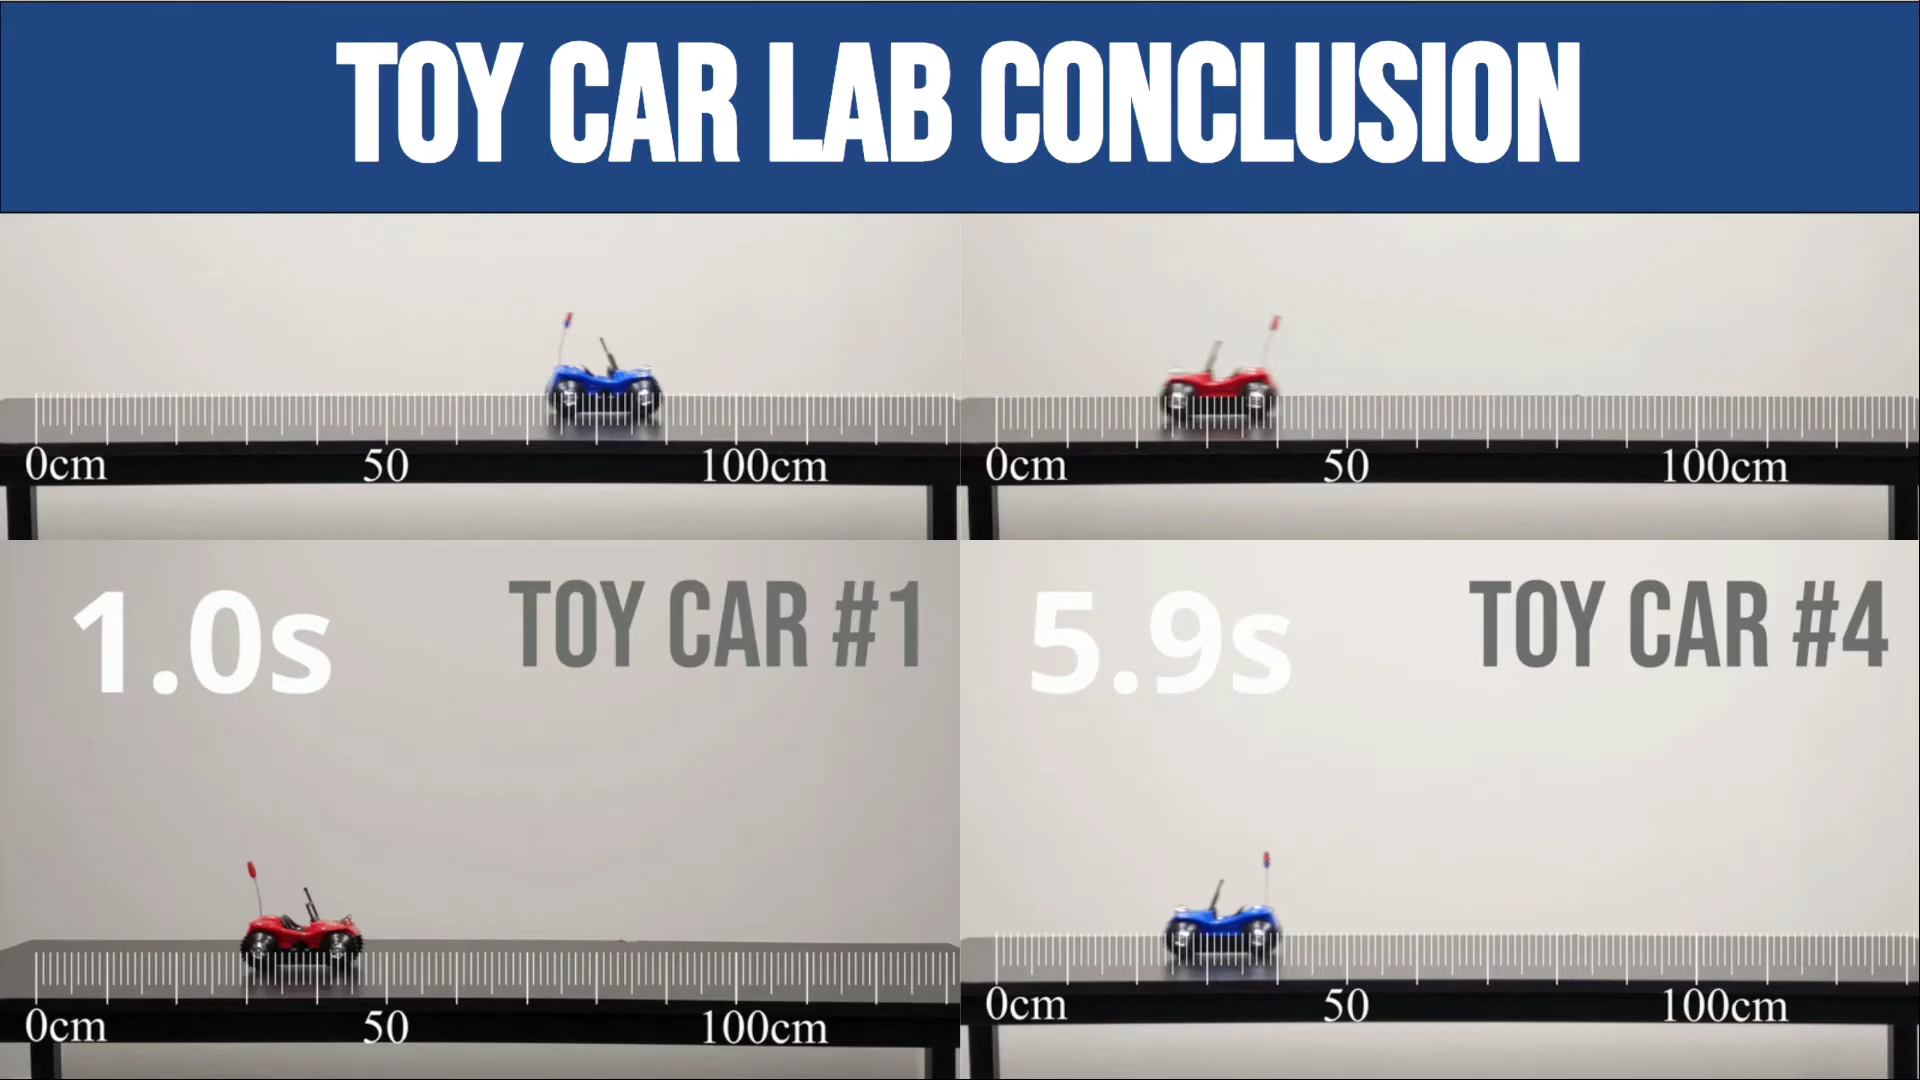 TOY CAR LAB CONCLUSION
0cm 50 100cm
0cm 50 100cm
1.0s
TOY CAR #1
5.9s
TOY CAR #4
0cm 50 100cm
0cm 50 100cm